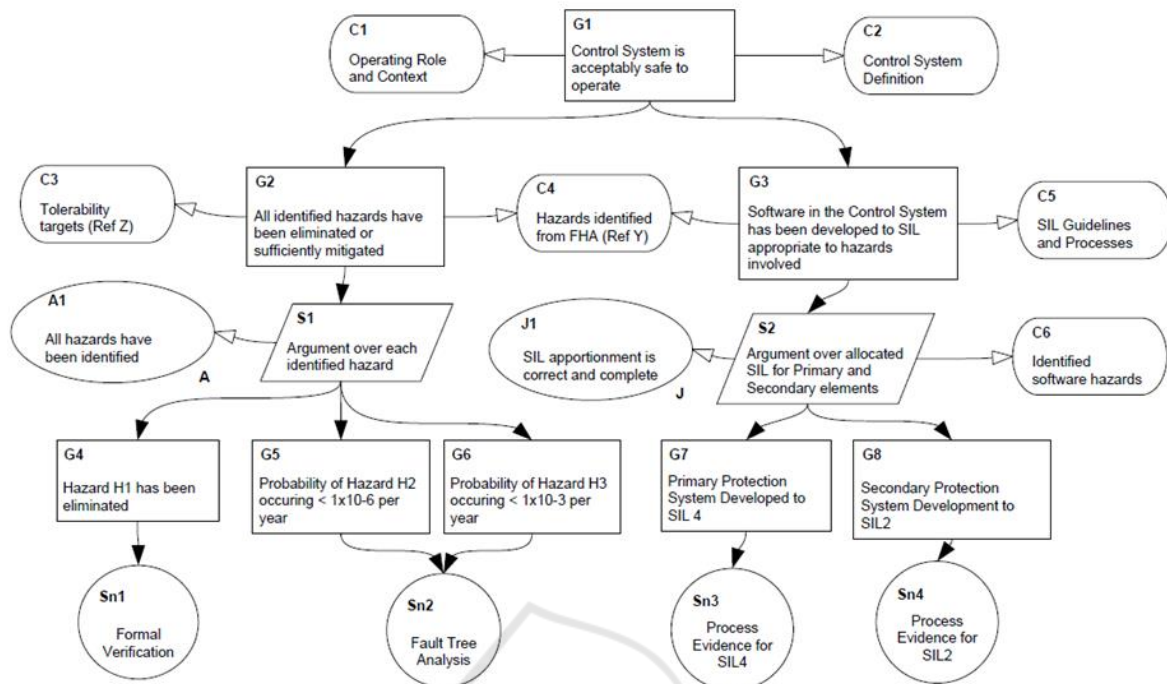 C1
Operating Role
and Context
G1
Control System is
acceptably safe to
operate
C2
Control System
Definition
C3
Tolerability
targets (Ref Z)
G2
All identified hazards have
been eliminated or
sufficiently mitigated
C4
Hazards identified
from FHA (Ref Y)
G3
Software in the Control System
has been developed to SIL
appropriate to hazards
involved
C5
SIL Guidelines
and Processes
A1
All hazards have
been identified
A
S1
Argument over each
identified hazard
J1
SIL apportionment is
correct and complete
J
S2
Argument over allocated
SIL for Primary and
Secondary elements
C6
Identified
software hazards
G4
Hazard H1 has been
eliminated
G5
Probability of Hazard H2
occuring < 1x10-6 per
year
G6
Probability of Hazard H3
occuring < 1x10-3 per
year
G7
Primary Protection
System Developed to
SIL 4
G8
Secondary Protection
System Development to
SIL2
Sn1
Formal
Verification
Sn2
Fault Tree
Analysis
Sn3
Process
Evidence for
SIL4
Sn4
Process
Evidence for
SIL2